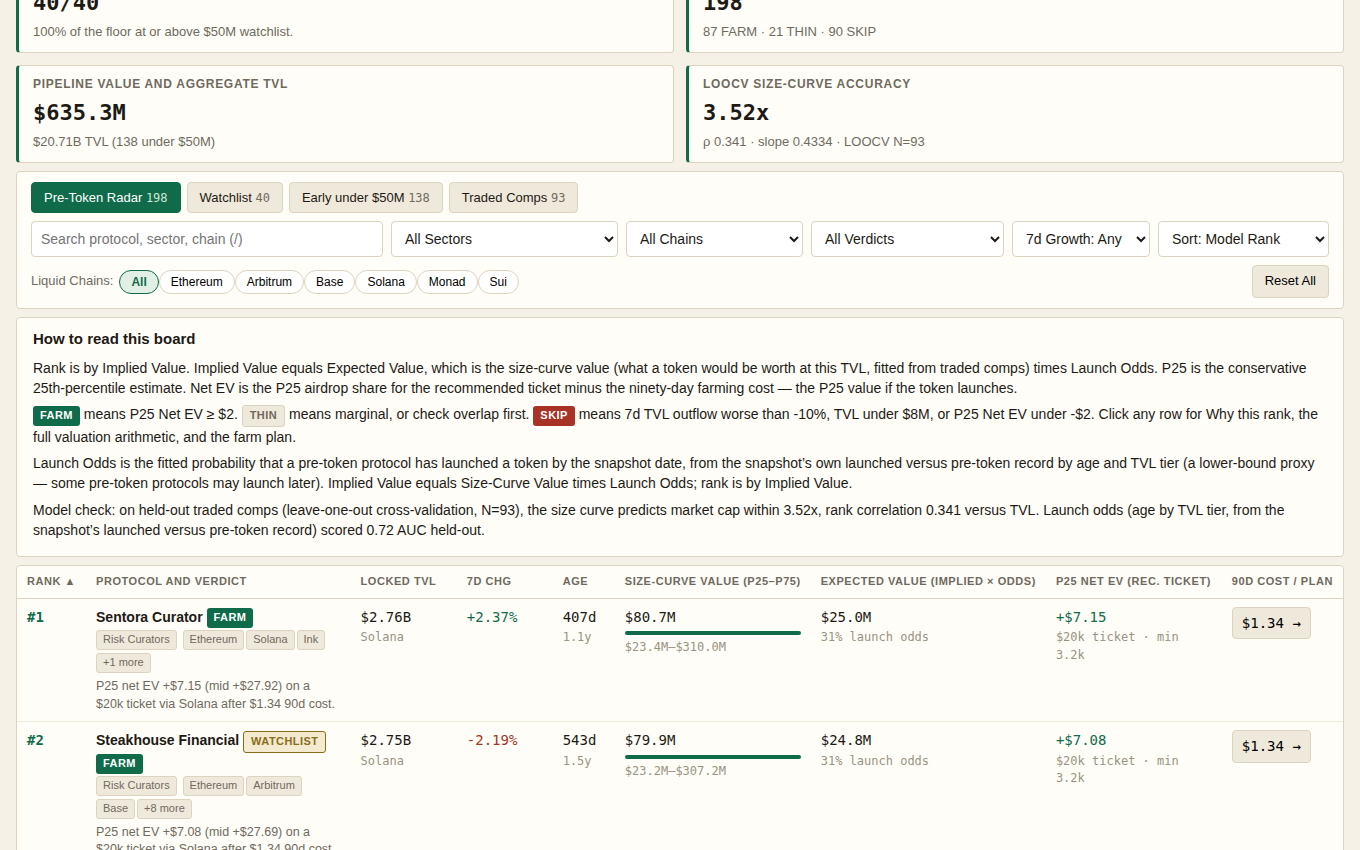 40/40
100% of the floor at or above $50M watchlist.
198
87 FARM · 21 THIN · 90 SKIP
PIPELINE VALUE AND AGGREGATE TVL
$635.3M
$20.71B TVL (138 under $50M)
LOOCV SIZE-CURVE ACCURACY
3.52x
ρ 0.341 · slope 0.4334 · LOOCV N=93
Pre-Token Radar 198
Watchlist 40
Early under $50M 138
Traded Comps 93
Search protocol, sector, chain (/)
All Sectors
All Chains
All Verdicts
7d Growth: Any
Sort: Model Rank
Liquid Chains: All Ethereum Arbitrum Base Solana Monad Sui
Reset All
How to read this board
Rank is by Implied Value. Implied Value equals Expected Value, which is the size-curve value (what a token would be worth at this TVL, fitted from traded comps) times Launch Odds. P25 is the conservative
25th-percentile estimate. Net EV is the P25 airdrop share for the recommended ticket minus the ninety-day farming cost — the P25 value if the token launches.
FARM means P25 Net EV ≥ $2. THIN means marginal, or check overlap first. SKIP means 7d TVL outflow worse than -10%, TVL under $8M, or P25 Net EV under -$2. Click any row for Why this rank, the
full valuation arithmetic, and the farm plan.
Launch Odds is the fitted probability that a pre-token protocol has launched a token by the snapshot date, from the snapshot’s own launched versus pre-token record by age and TVL tier (a lower-bound proxy
— some pre-token protocols may launch later). Implied Value equals Size-Curve Value times Launch Odds; rank is by Implied Value.
Model check: on held-out traded comps (leave-one-out cross-validation, N=93), the size curve predicts market cap within 3.52x, rank correlation 0.341 versus TVL. Launch odds (age by TVL tier, from the
snapshot’s launched versus pre-token record) scored 0.72 AUC held-out.
RANK ▲ PROTOCOL AND VERDICT LOCKED TVL 7D CHG AGE SIZE-CURVE VALUE (P25–P75) EXPECTED VALUE (IMPLIED × ODDS) P25 NET EV (REC. TICKET) 90D COST / PLAN
#1 Sentora Curator FARM $2.76B +2.37% 407d $80.7M $25.0M +$7.15 $1.34 →
Risk Curators Ethereum Solana Ink Solana 1.1y $23.4M–$310.0M 31% launch odds $20k ticket · min
+1 more 3.2k
P25 net EV +$7.15 (mid +$27.92) on a
$20k ticket via Solana after $1.34 90d cost.
#2 Steakhouse Financial WATCHLIST $2.75B -2.19% 543d $79.9M $24.8M +$7.08 $1.34 →
FARM Solana 1.5y $23.2M–$307.2M 31% launch odds $20k ticket · min
Risk Curators Ethereum Arbitrum 3.2k
Base +8 more
P25 net EV +$7.08 (mid +$27.69) on a
$20k ticket via Solana after $1.34 90d cost.